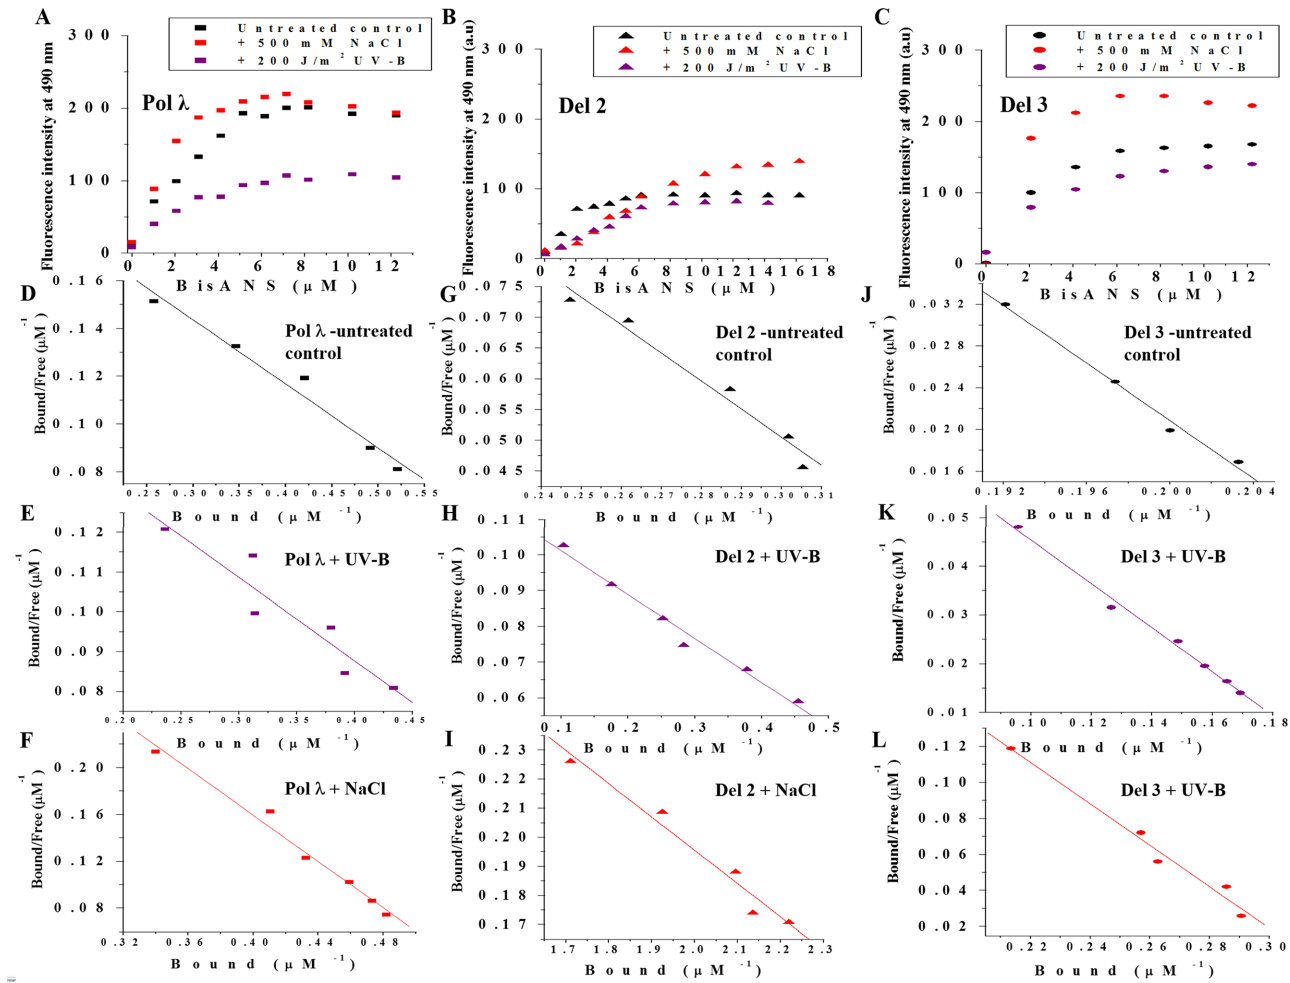 A
Untreated control
+ 500 mM NaCl
+ 200 J/m² UV-B
Pol λ
Fluorescence intensity at 490 nm (a.u)
300
200
100
0
0 2 4 6 8 10 12
BisANS (μM)
B
Untreated control
+ 500 mM NaCl
+ 200 J/m² UV-B
Del 2
Fluorescence intensity at 490 nm (a.u)
300
200
100
0
0 2 4 6 8 10 12 14 16 18
BisANS (μM)
C
Untreated control
+ 500 mM NaCl
+ 200 J/m² UV-B
Del 3
Fluorescence intensity at 490 nm (a.u)
300
200
100
0
0 2 4 6 8 10 12
BisANS (μM)
D
Pol λ -untreated
control
Bound/Free (μM⁻¹)
0.16
0.14
0.12
0.10
0.08
0.25 0.30 0.35 0.40 0.45 0.50 0.55
Bound (μM⁻¹)
G
Del 2 -untreated
control
Bound/Free (μM⁻¹)
0.075
0.070
0.065
0.060
0.055
0.050
0.045
0.24 0.25 0.26 0.27 0.28 0.29 0.30 0.31
Bound (μM⁻¹)
J
Del 3 -untreated
control
Bound/Free (μM⁻¹)
0.032
0.028
0.024
0.020
0.016
0.192 0.196 0.200 0.204
Bound (μM⁻¹)
E
Pol λ + UV-B
Bound/Free (μM⁻¹)
0.12
0.11
0.10
0.09
0.08
0.20 0.25 0.30 0.35 0.40 0.45
Bound (μM⁻¹)
H
Del 2 + UV-B
Bound/Free (μM⁻¹)
0.11
0.10
0.09
0.08
0.07
0.06
0.1 0.2 0.3 0.4 0.5
Bound (μM⁻¹)
K
Del 3 + UV-B
Bound/Free (μM⁻¹)
0.05
0.04
0.03
0.02
0.01
0.10 0.12 0.14 0.16 0.18
Bound (μM⁻¹)
F
Pol λ + NaCl
Bound/Free (μM⁻¹)
0.20
0.16
0.12
0.08
0.32 0.36 0.40 0.44 0.48
Bound (μM⁻¹)
I
Del 2 + NaCl
Bound/Free (μM⁻¹)
0.23
0.22
0.21
0.20
0.19
0.18
0.17
1.7 1.8 1.9 2.0 2.1 2.2 2.3
Bound (μM⁻¹)
L
Del 3 + UV-B
Bound/Free (μM⁻¹)
0.12
0.10
0.08
0.06
0.04
0.02
0.22 0.24 0.26 0.28 0.30
Bound (μM⁻¹)